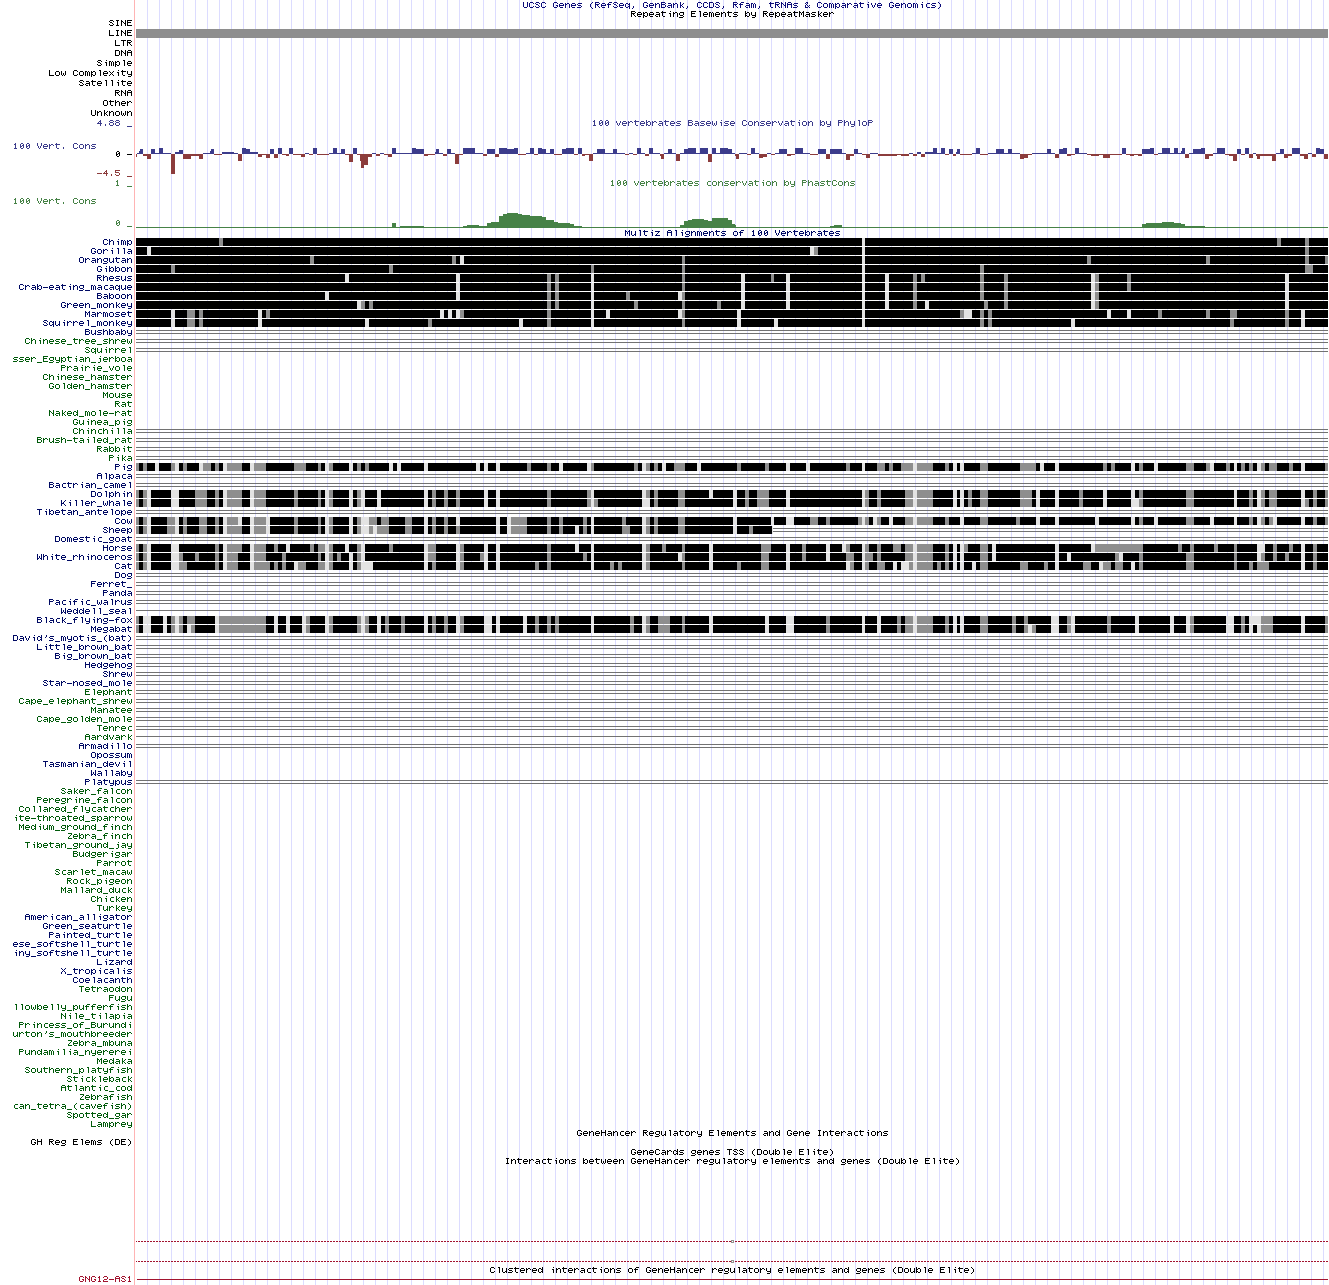 UCSC Genes (RefSeq, GenBank, CCDS, Rfam, tRNAs & Comparative Genomics)
Repeating Elements by RepeatMasker
SINE
LINE
LTR
DNA
Simple
Low Complexity
Satellite
RNA
Other
Unknown
4.88 _
100 vertebrates Basewise Conservation by PhyloP
100 Vert. Cons
0 _
-4.5 _
1 _
100 vertebrates conservation by PhastCons
100 Vert. Cons
0 _
Multiz Alignments of 100 Vertebrates
Chimp
Gorilla
Orangutan
Gibbon
Rhesus
Crab-eating_macaque
Baboon
Green_monkey
Marmoset
Squirrel_monkey
Bushbaby
Chinese_tree_shrew
Squirrel
sser_Egyptian_jerboa
Prairie_vole
Chinese_hamster
Golden_hamster
Mouse
Rat
Naked_mole-rat
Guinea_pig
Chinchilla
Brush-tailed_rat
Rabbit
Pika
Pig
Alpaca
Bactrian_camel
Dolphin
Killer_whale
Tibetan_antelope
Cow
Sheep
Domestic_goat
Horse
White_rhinoceros
Cat
Dog
Ferret_
Panda
Pacific_walrus
Weddell_seal
Black_flying-fox
Megabat
David's_myotis_(bat)
Little_brown_bat
Big_brown_bat
Hedgehog
Shrew
Star-nosed_mole
Elephant
Cape_elephant_shrew
Manatee
Cape_golden_mole
Tenrec
Aardvark
Armadillo
Opossum
Tasmanian_devil
Wallaby
Platypus
Saker_falcon
Peregrine_falcon
Collared_flycatcher
ite-throated_sparrow
Medium_ground_finch
Zebra_finch
Tibetan_ground_jay
Budgerigar
Parrot
Scarlet_macaw
Rock_pigeon
Mallard_duck
Chicken
Turkey
American_alligator
Green_seaturtle
Painted_turtle
ese_softshell_turtle
iny_softshell_turtle
Lizard
X_tropicalis
Coelacanth
Tetraodon
Fugu
llowbelly_pufferfish
Nile_tilapia
Princess_of_Burundi
urton's_mouthbreeder
Zebra_mbuna
Pundamilia_nyererei
Medaka
Southern_platyfish
Stickleback
Atlantic_cod
Zebrafish
can_tetra_(cavefish)
Spotted_gar
Lamprey
GeneHancer Regulatory Elements and Gene Interactions
GH Reg Elems (DE)
GeneCards genes TSS (Double Elite)
Interactions between GeneHancer regulatory elements and genes (Double Elite)
Clustered interactions of GeneHancer regulatory elements and genes (Double Elite)
GNG12-AS1